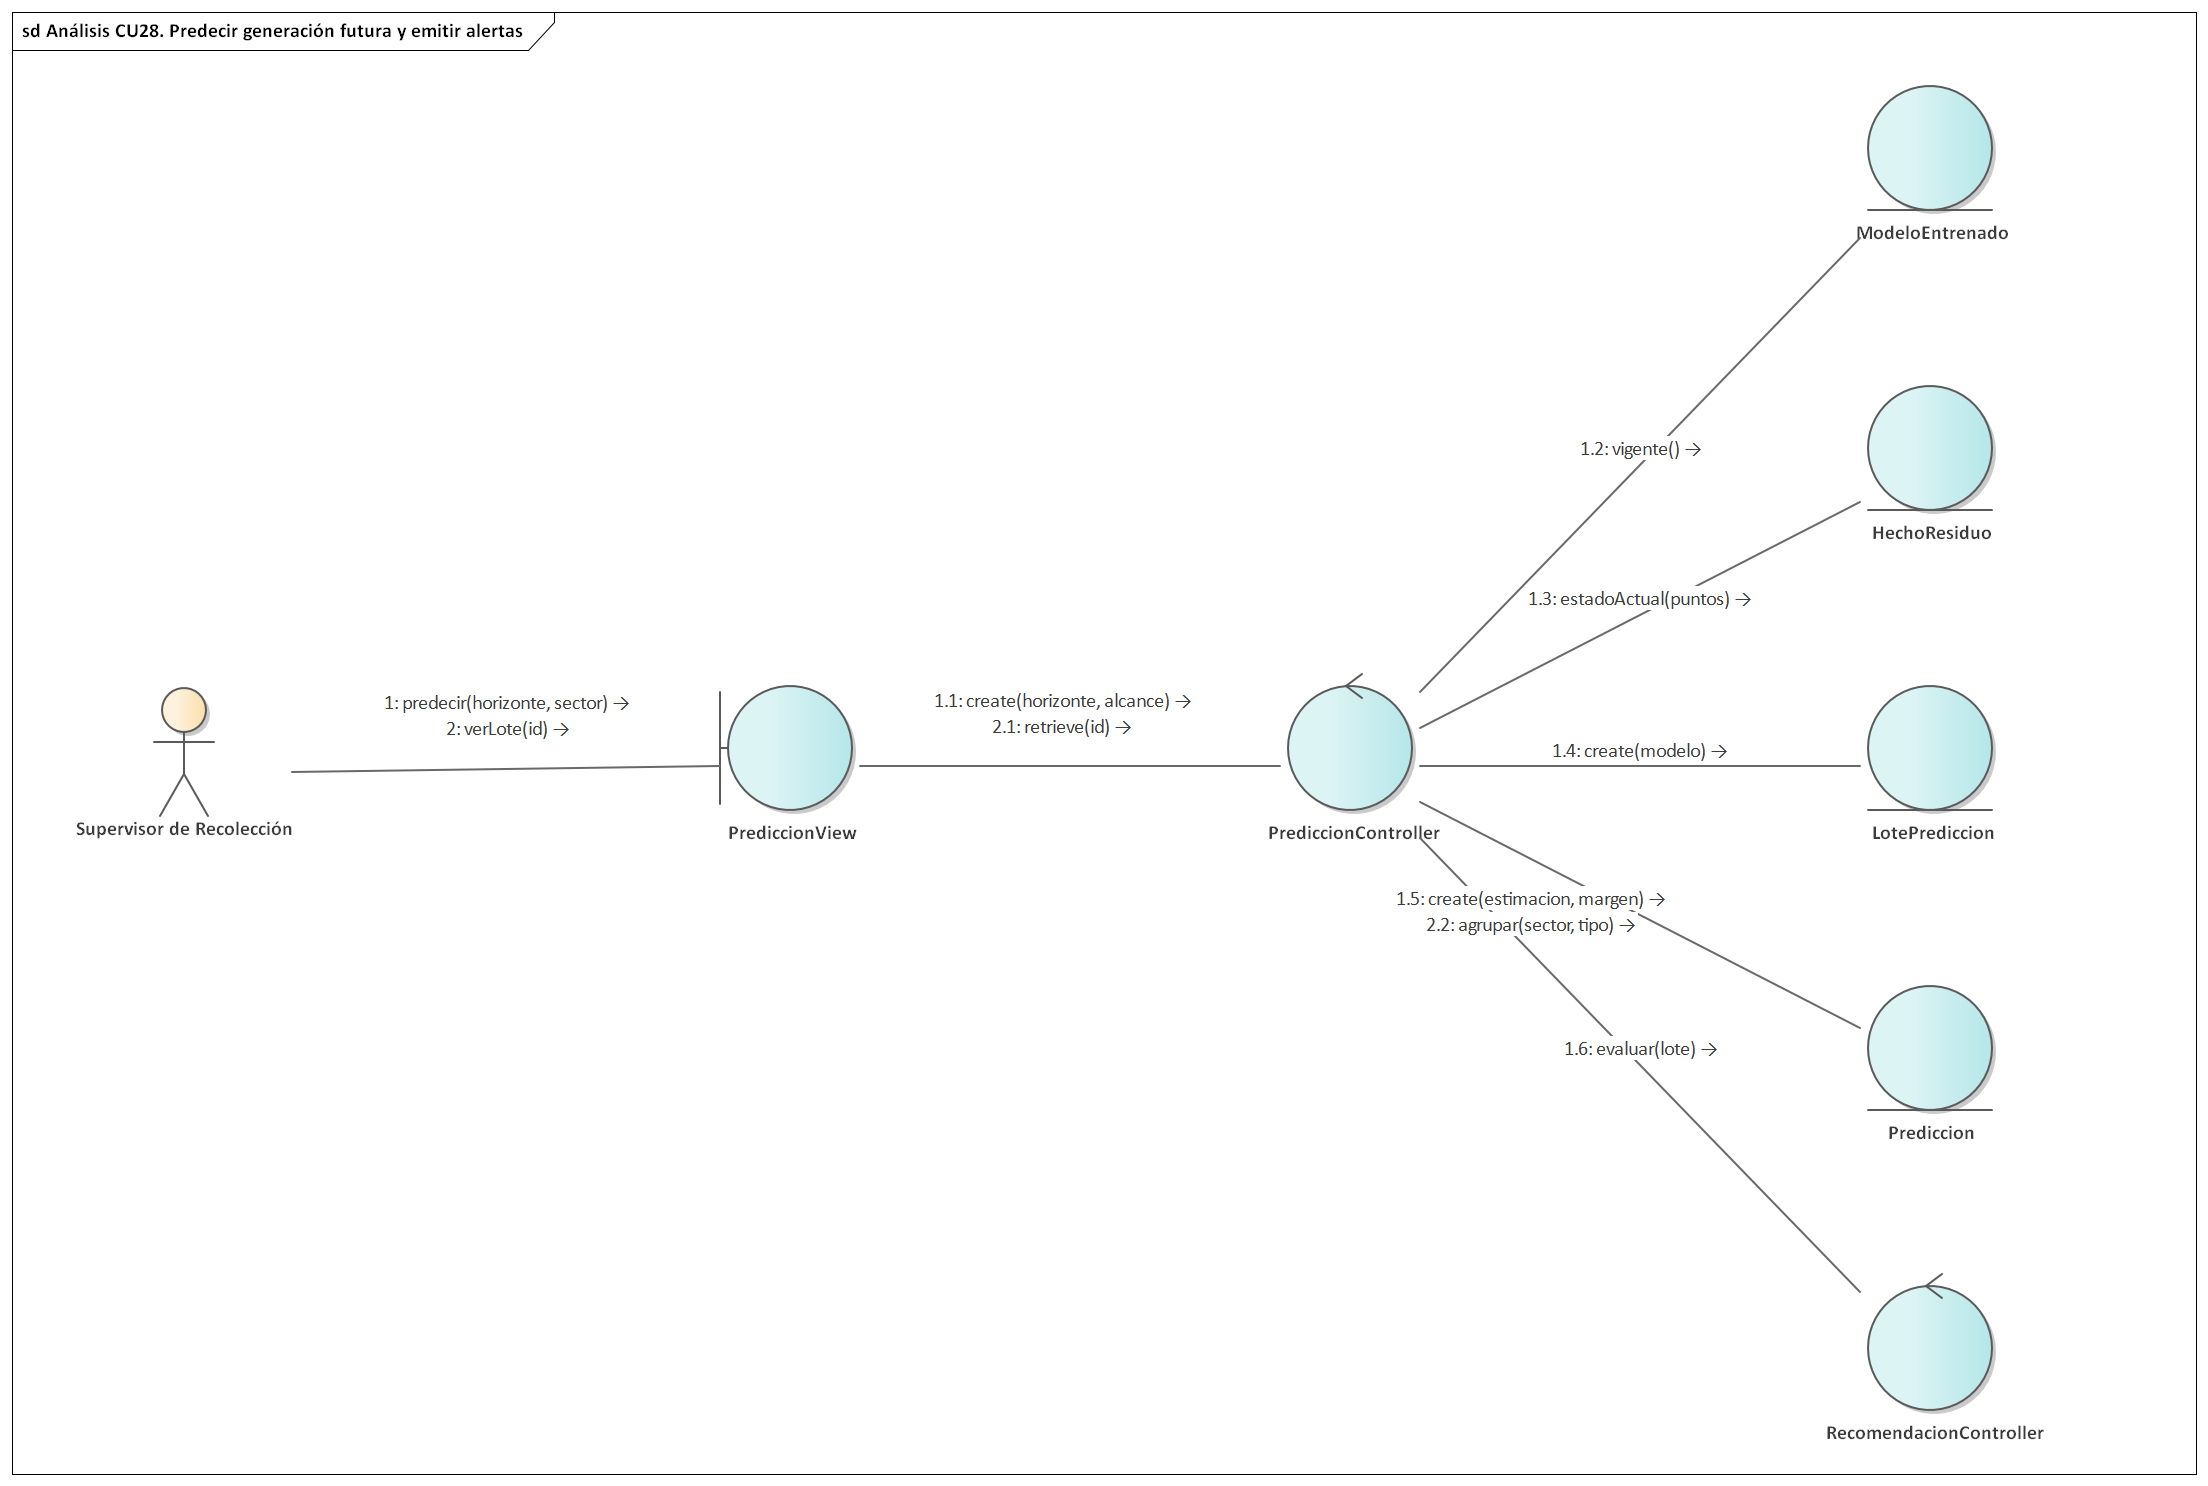 sd Análisis CU28. Predecir generación futura y emitir alertas
ModeloEntrenado
1.2: vigente() →
HechoResiduo
1.3: estadoActual(puntos) →
1: predecir(horizonte, sector) →
2: verLote(id) →
1.1: create(horizonte, alcance) →
2.1: retrieve(id) →
1.4: create(modelo) →
Supervisor de Recolección
PrediccionView
PrediccionController
LotePrediccion
1.5: create(estimacion, margen) →
2.2: agrupar(sector, tipo) →
1.6: evaluar(lote) →
Prediccion
RecomendacionController